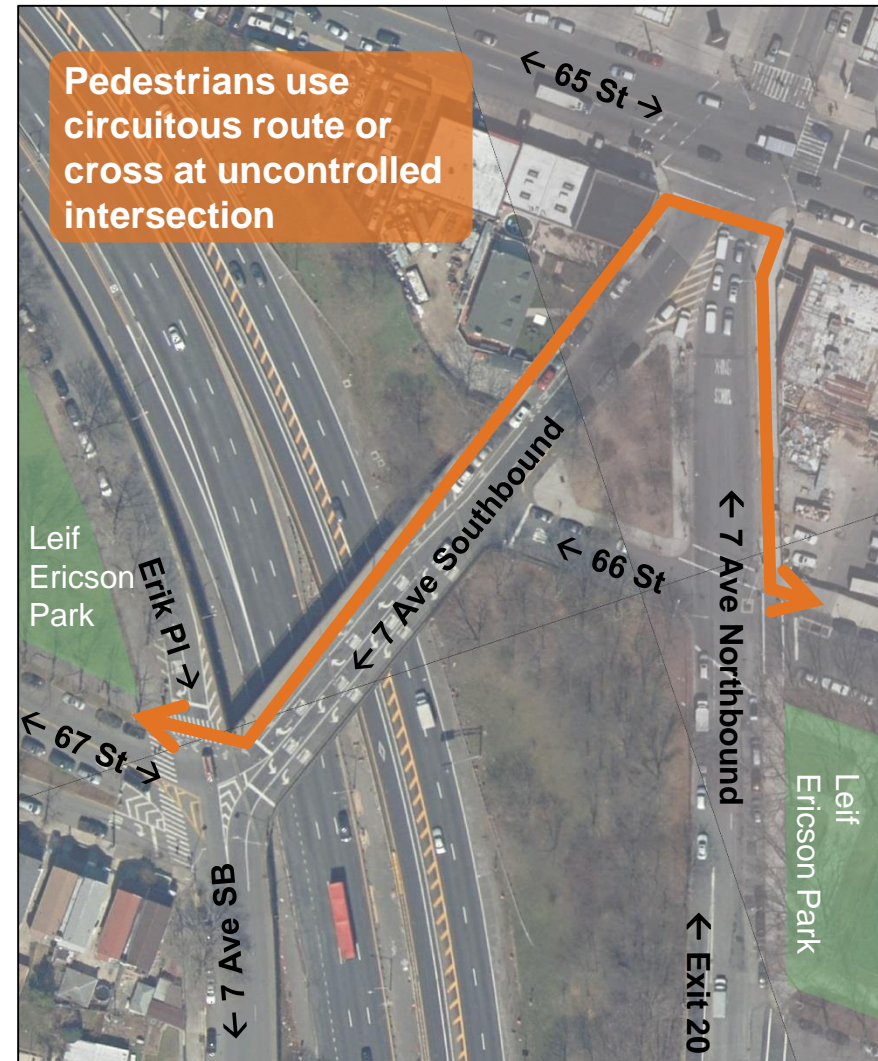 Pedestrians use
circuitous route or
cross at uncontrolled
intersection
← 65 St →
← 7 Ave Southbound
← 66 St
← 7 Ave Northbound
Leif
Ericson
Park
Erik Pl →
← 67 St →
← 7 Ave SB
← Exit 20
Leif
Ericson Park